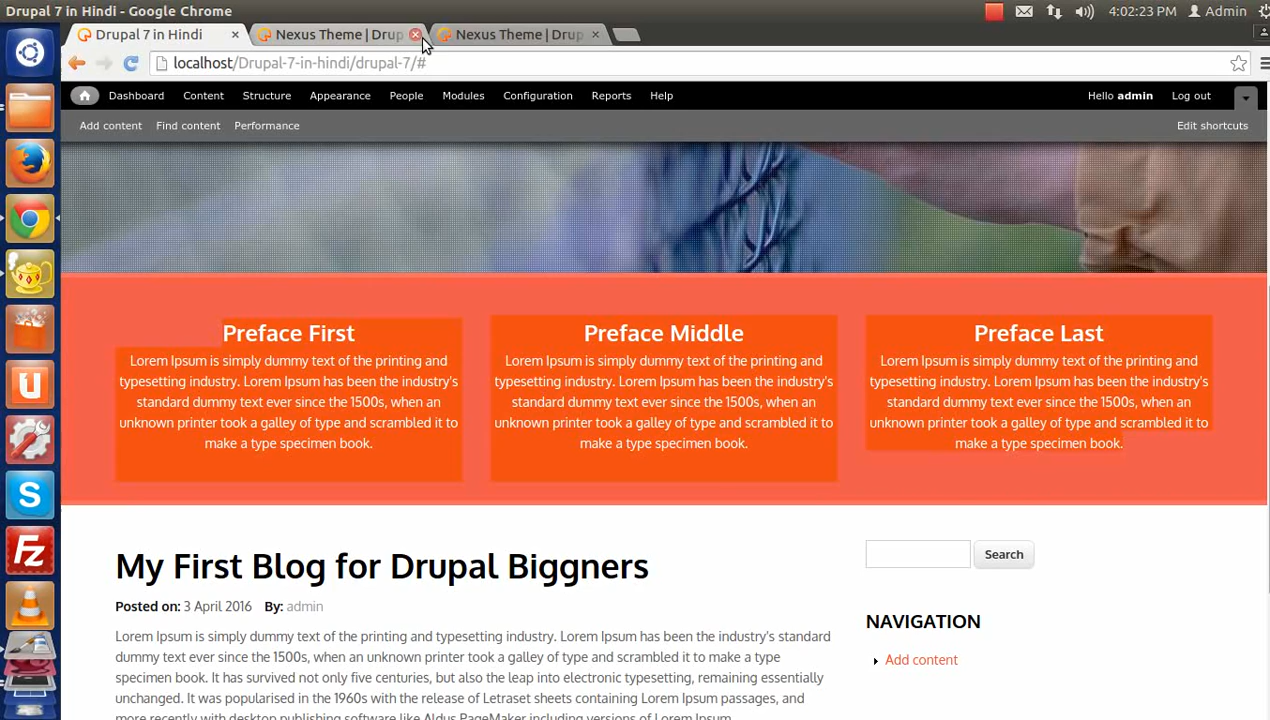 Drupal 7 in Hindi - Google Chrome
4:02:23 PM Admin
Drupal 7 in Hindi
Nexus Theme | Drup
Nexus Theme | Drup
localhost/Drupal-7-in-hindi/drupal-7/#
Dashboard Content Structure Appearance People Modules Configuration Reports Help Hello admin Log out
Add content Find content Performance Edit shortcuts
Preface First
Lorem Ipsum is simply dummy text of the printing and
typesetting industry. Lorem Ipsum has been the industry's
standard dummy text ever since the 1500s, when an
unknown printer took a galley of type and scrambled it to
make a type specimen book.
Preface Middle
Lorem Ipsum is simply dummy text of the printing and
typesetting industry. Lorem Ipsum has been the industry's
standard dummy text ever since the 1500s, when an
unknown printer took a galley of type and scrambled it to
make a type specimen book.
Preface Last
Lorem Ipsum is simply dummy text of the printing and
typesetting industry. Lorem Ipsum has been the industry's
standard dummy text ever since the 1500s, when an
unknown printer took a galley of type and scrambled it to
make a type specimen book.
My First Blog for Drupal Biggners
Posted on: 3 April 2016 By: admin
Lorem Ipsum is simply dummy text of the printing and typesetting industry. Lorem Ipsum has been the industry's standard
dummy text ever since the 1500s, when an unknown printer took a galley of type and scrambled it to make a type
specimen book. It has survived not only five centuries, but also the leap into electronic typesetting, remaining essentially
unchanged. It was popularised in the 1960s with the release of Letraset sheets containing Lorem Ipsum passages, and
more recently with desktop publishing software like Aldus PageMaker including versions of Lorem Ipsum.
Search
NAVIGATION
Add content